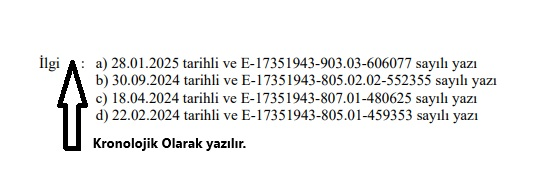 İlgi : a) 28.01.2025 tarihli ve E-17351943-903.03-606077 sayılı yazı
b) 30.09.2024 tarihli ve E-17351943-805.02.02-552355 sayılı yazı
c) 18.04.2024 tarihli ve E-17351943-807.01-480625 sayılı yazı
d) 22.02.2024 tarihli ve E-17351943-805.01-459353 sayılı yazı
Kronolojik Olarak yazılır.